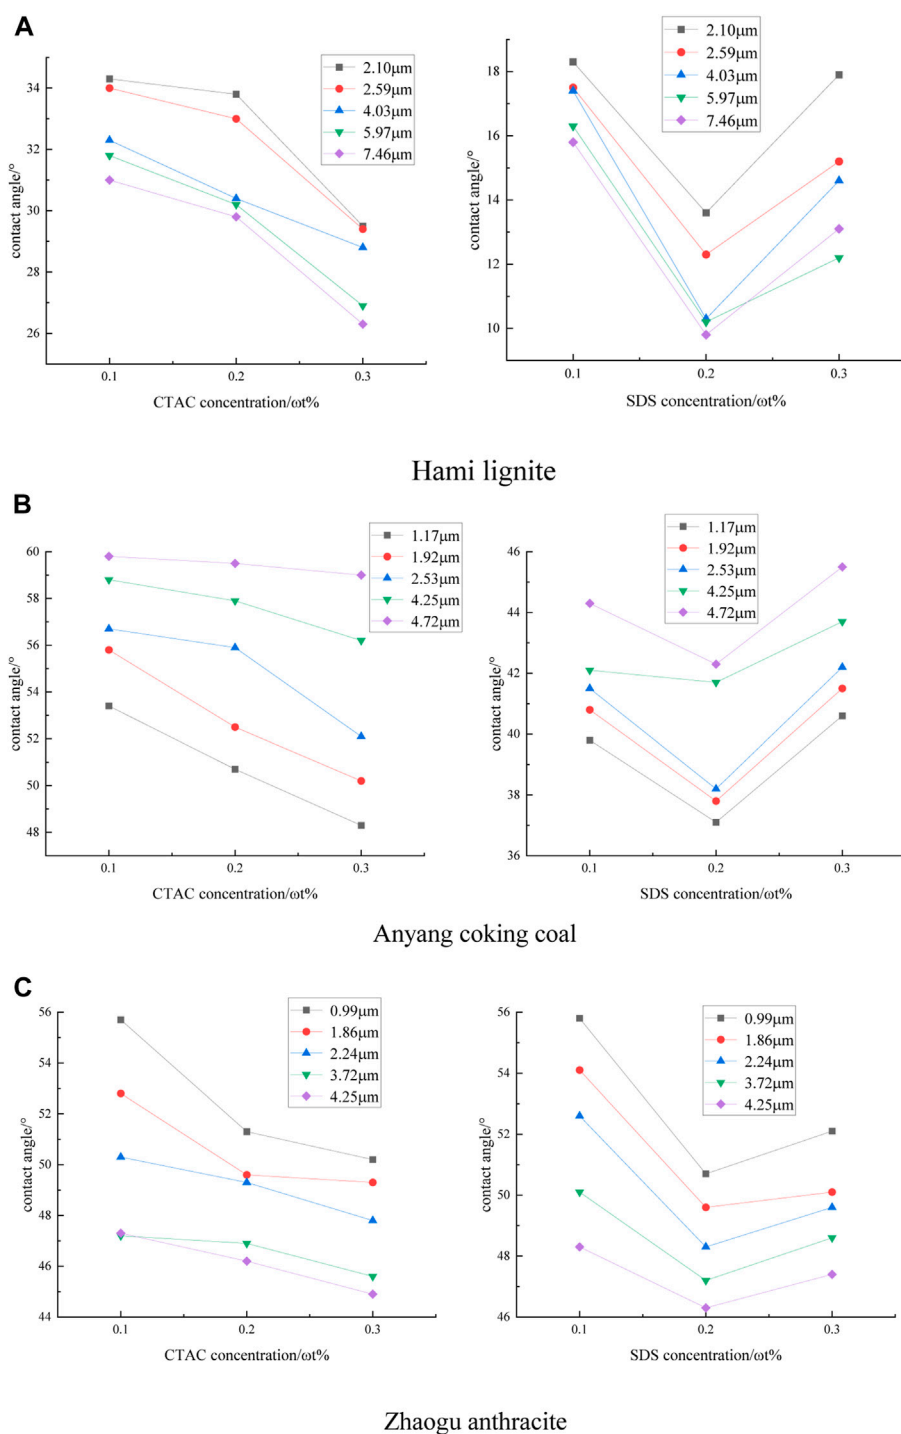 A
2.10μm
2.59μm
4.03μm
5.97μm
7.46μm
34
32
30
28
26
contact angle/°
0.1
0.2
0.3
CTAC concentration/ωt%
2.10μm
2.59μm
4.03μm
5.97μm
7.46μm
18
16
14
12
10
contact angle/°
0.1
0.2
0.3
SDS concentration/ωt%
Hami lignite
B
1.17μm
1.92μm
2.53μm
4.25μm
4.72μm
60
58
56
54
52
50
48
contact angle/°
0.1
0.2
0.3
CTAC concentration/ωt%
1.17μm
1.92μm
2.53μm
4.25μm
4.72μm
46
44
42
40
38
36
contact angle/°
0.1
0.2
0.3
SDS concentration/ωt%
Anyang coking coal
C
0.99μm
1.86μm
2.24μm
3.72μm
4.25μm
56
54
52
50
48
46
44
contact angle/°
0.1
0.2
0.3
CTAC concentration/ωt%
0.99μm
1.86μm
2.24μm
3.72μm
4.25μm
56
54
52
50
48
46
contact angle/°
0.1
0.2
0.3
SDS concentration/ωt%
Zhaogu anthracite